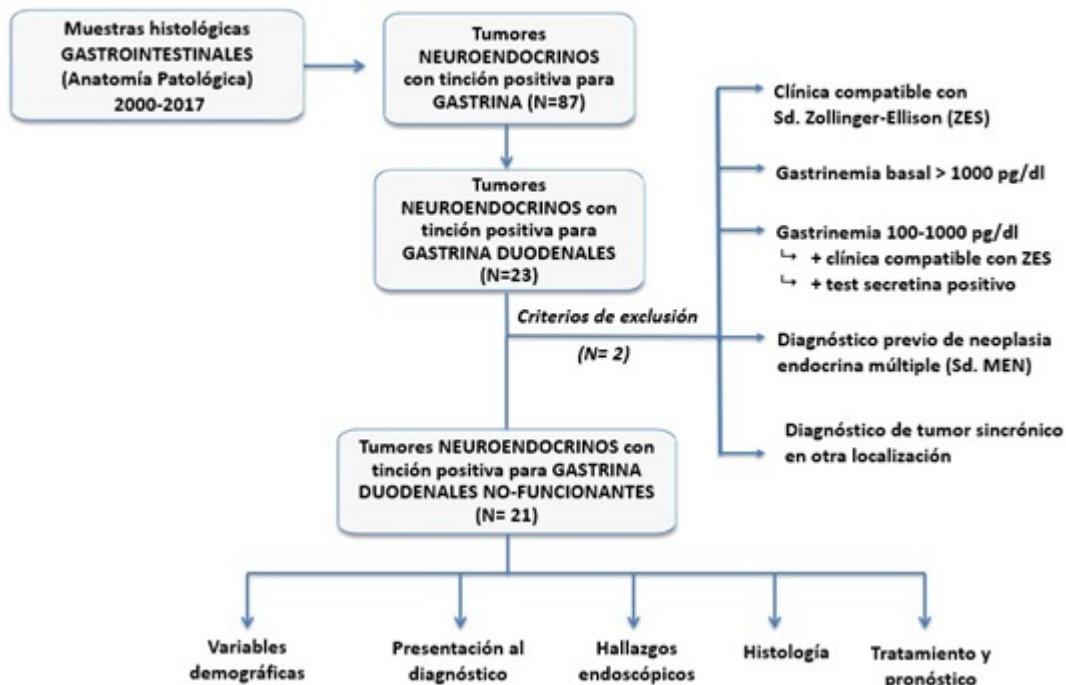 Muestras histológicas
GASTROINTESTINALES
(Anatomía Patológica)
2000-2017
Tumores
NEUROENDOCRINOS
con tinción positiva para
GASTRINA (N=87)
Tumores
NEUROENDOCRINOS con
tinción positiva para
GASTRINA DUODENALES
(N=23)
Criterios de exclusión
(N= 2)
Clínica compatible con
Sd. Zollinger-Ellison (ZES)
Gastrinemia basal > 1000 pg/dl
Gastrinemia 100-1000 pg/dl
↳ + clínica compatible con ZES
↳ + test secretina positivo
Diagnóstico previo de neoplasia
endocrina múltiple (Sd. MEN)
Diagnóstico de tumor sincrónico
en otra localización
Tumores NEUROENDOCRINOS con
tinción positiva para GASTRINA
DUODENALES NO-FUNCIONANTES
(N= 21)
Variables
demográficas
Presentación al
diagnóstico
Hallazgos
endoscópicos
Histología
Tratamiento y
pronóstico